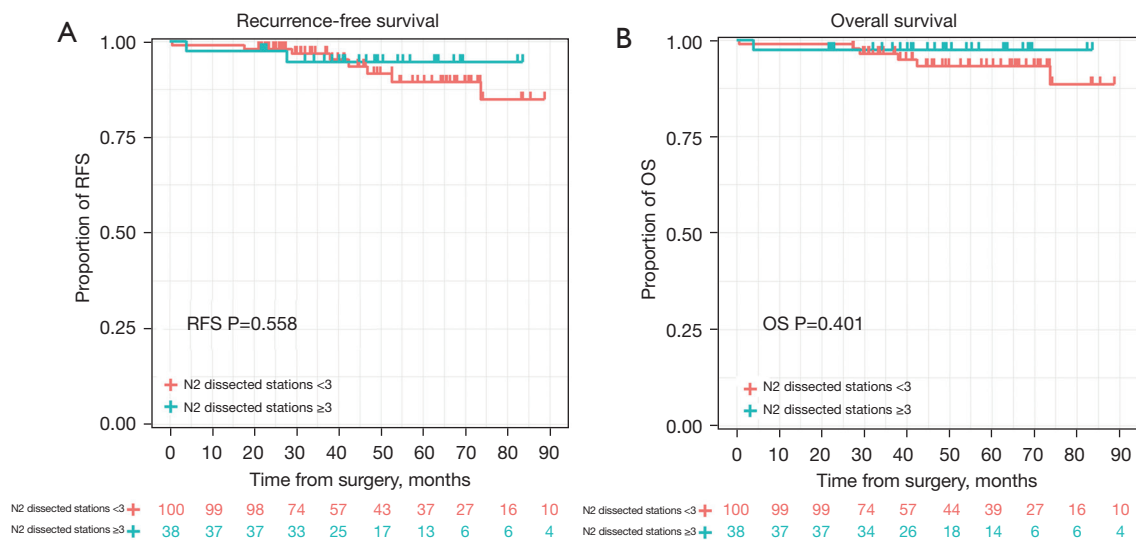 A
Recurrence-free survival
Proportion of RFS
1.00
0.75
0.50
0.25
0.00
RFS P=0.558
N2 dissected stations <3
N2 dissected stations ≥3
0 10 20 30 40 50 60 70 80 90
Time from surgery, months
N2 dissected stations <3 100 99 98 74 57 43 37 27 16 10
N2 dissected stations ≥3 38 37 37 33 25 17 13 6 6 4
B
Overall survival
Proportion of OS
1.00
0.75
0.50
0.25
0.00
OS P=0.401
N2 dissected stations <3
N2 dissected stations ≥3
0 10 20 30 40 50 60 70 80 90
Time from surgery, months
N2 dissected stations <3 100 99 99 74 57 44 39 27 16 10
N2 dissected stations ≥3 38 37 37 34 26 18 14 6 6 4